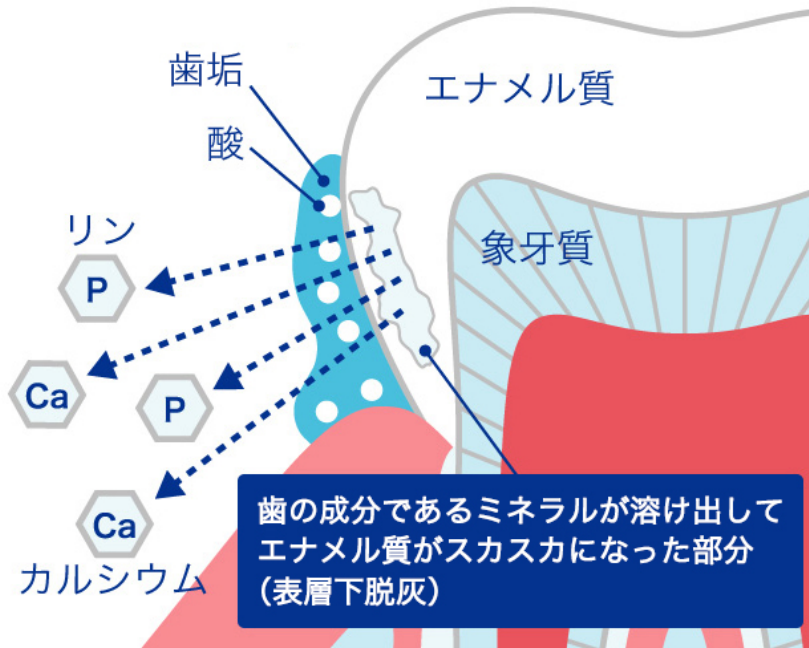 歯垢
エナメル質
酸
リン
象牙質
P
Ca
P
Ca
カルシウム
歯の成分であるミネラルが溶け出して
エナメル質がスカスカになった部分
（表層下脱灰）